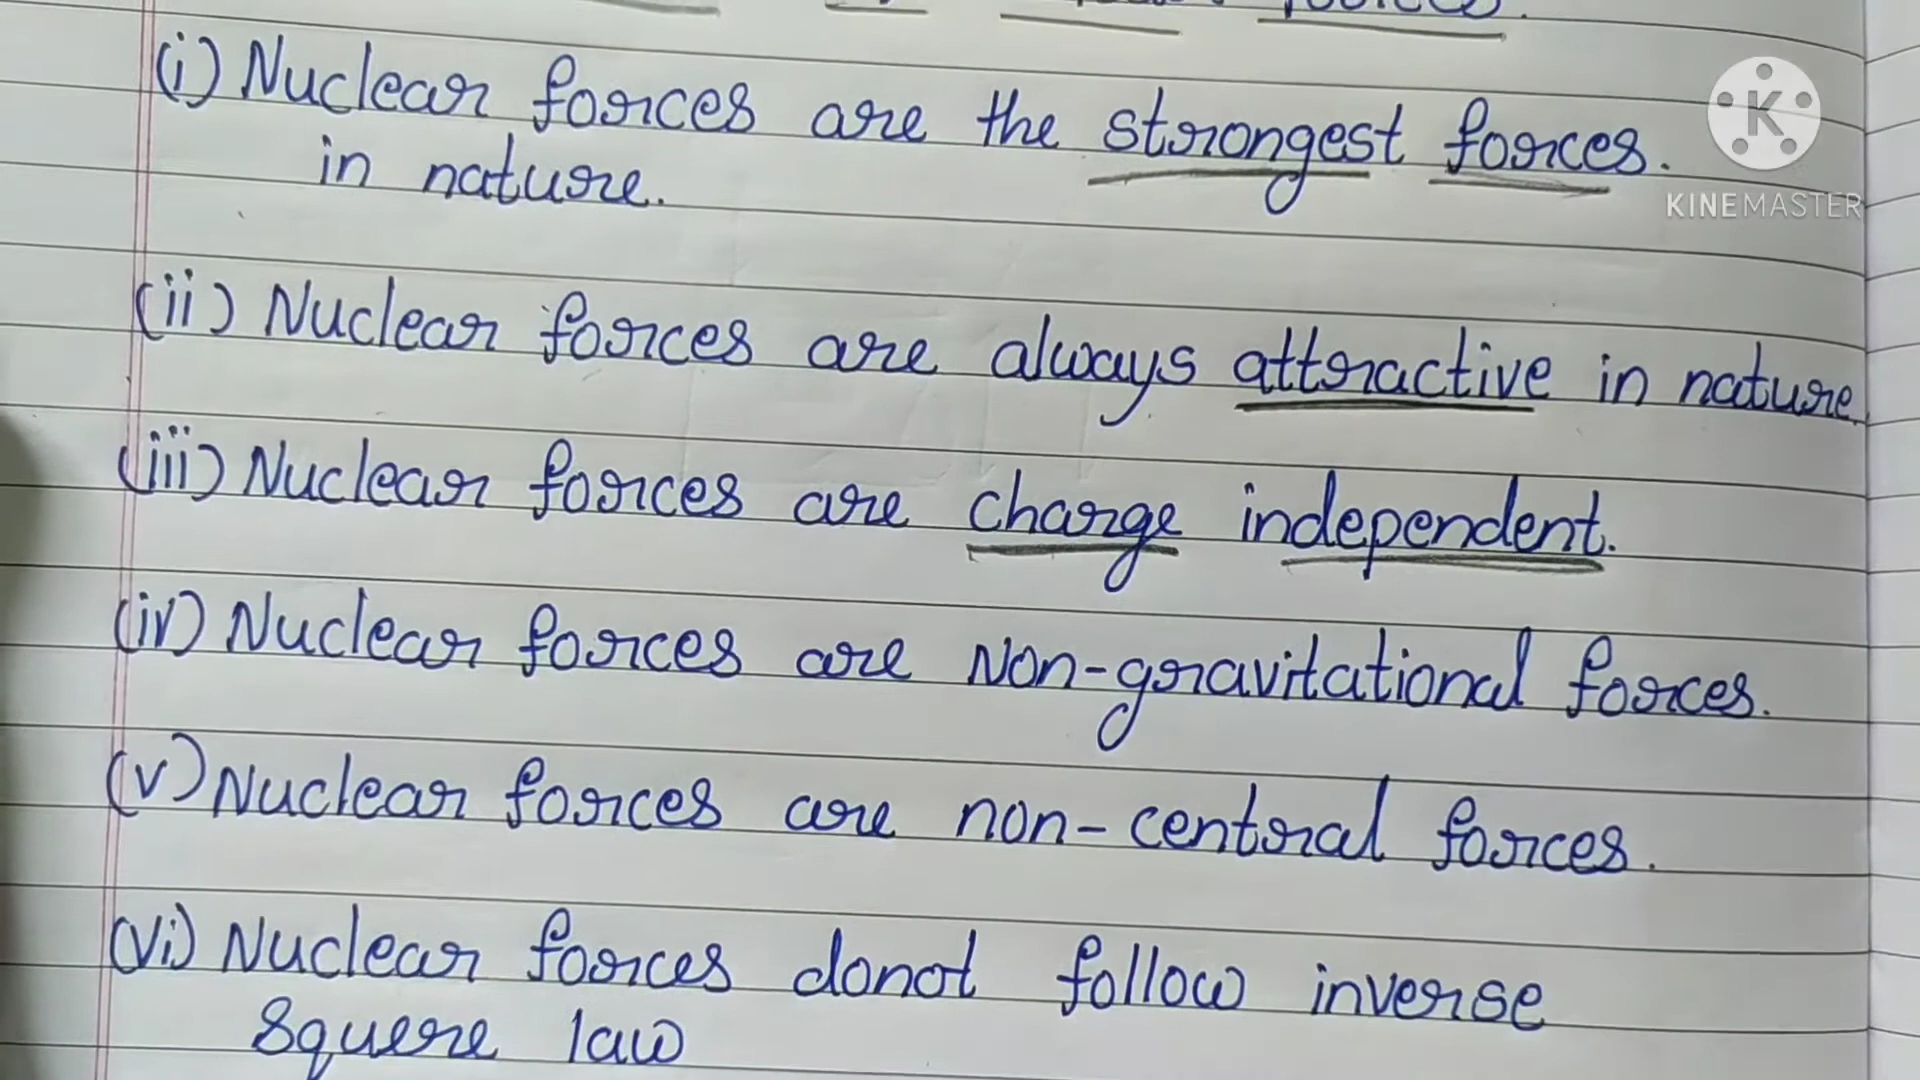 forces.
(i) Nuclear forces are the strongest forces.
in nature.
(ii) Nuclear forces are always attractive in nature.
(iii) Nuclear forces are charge independent.
(iv) Nuclear forces are Non-gravitational forces.
(v) Nuclear forces are non-central forces.
(vi) Nuclear forces donot follow inverse
Squere law
K
KINEMASTER